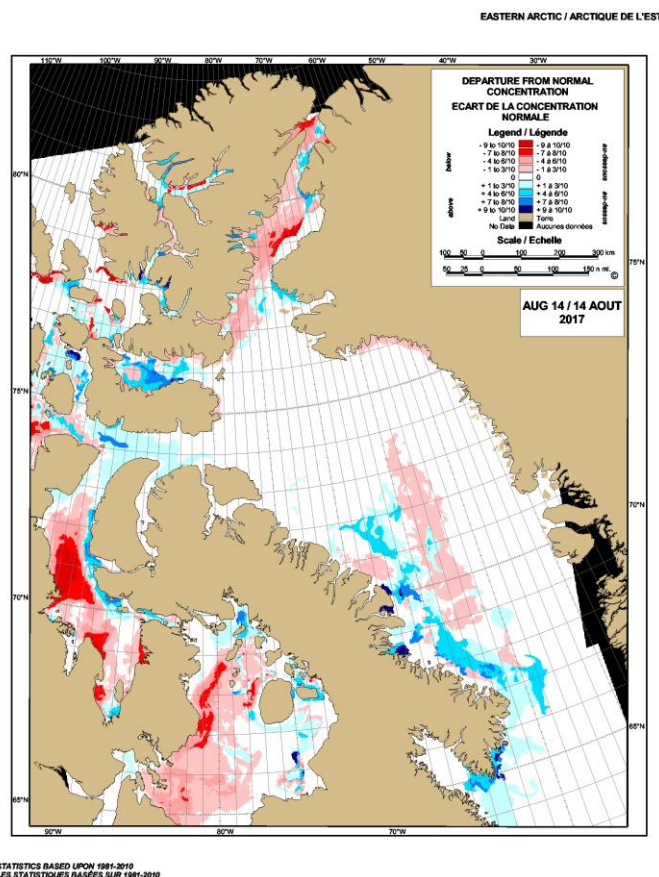 EASTERN ARCTIC / ARCTIQUE DE L'EST
110°W 90°W 80°W 70°W 60°W 50°W 40°W 30°W
DEPARTURE FROM NORMAL
CONCENTRATION
ECART DE LA CONCENTRATION
NORMALE
Legend / Légende
below
- 9 to 10/10 - 9 à 10/10
- 7 to 8/10 - 7 à 8/10
- 4 to 6/10 - 4 à 6/10
- 1 to 3/10 - 1 à 3/10
0 0
above
+ 1 to 3/10 + 1 à 3/10
+ 4 to 6/10 + 4 à 6/10
+ 7 to 8/10 + 7 à 8/10
+ 9 to 10/10 + 9 à 10/10
Land Terre
No Data Aucunes données
au-dessous
au-dessus
Scale / Echelle
100 50 0 100 200 300 km
50 25 0 50 100 150 n mi.
©
AUG 14 / 14 AOUT
2017
80°N
75°N
75°N
70°N
70°N
65°N
65°N
90°W 80°W 70°W
STATISTICS BASED UPON 1981-2010
LES STATISTIQUES BASÉES SUR 1981-2010